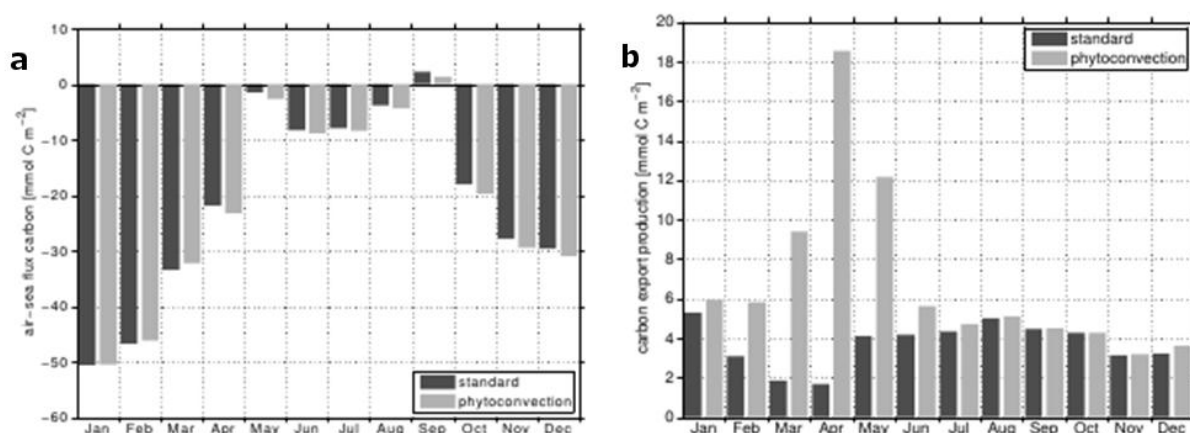 a
air-sea flux carbon [mmol C m⁻²]
10
0
-10
-20
-30
-40
-50
-60
standard
phytoconvection
Jan Feb Mar Apr May Jun Jul Aug Sep Oct Nov Dec
b
carbon export production [mmol C m⁻²]
20
18
16
14
12
10
8
6
4
2
0
standard
phytoconvection
Jan Feb Mar Apr May Jun Jul Aug Sep Oct Nov Dec